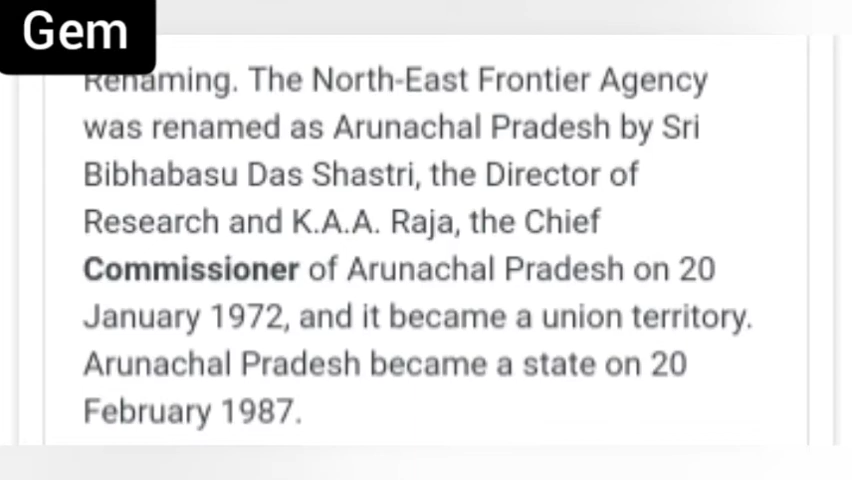 Gem
Renaming. The North-East Frontier Agency
was renamed as Arunachal Pradesh by Sri
Bibhabasu Das Shastri, the Director of
Research and K.A.A. Raja, the Chief
Commissioner of Arunachal Pradesh on 20
January 1972, and it became a union territory.
Arunachal Pradesh became a state on 20
February 1987.